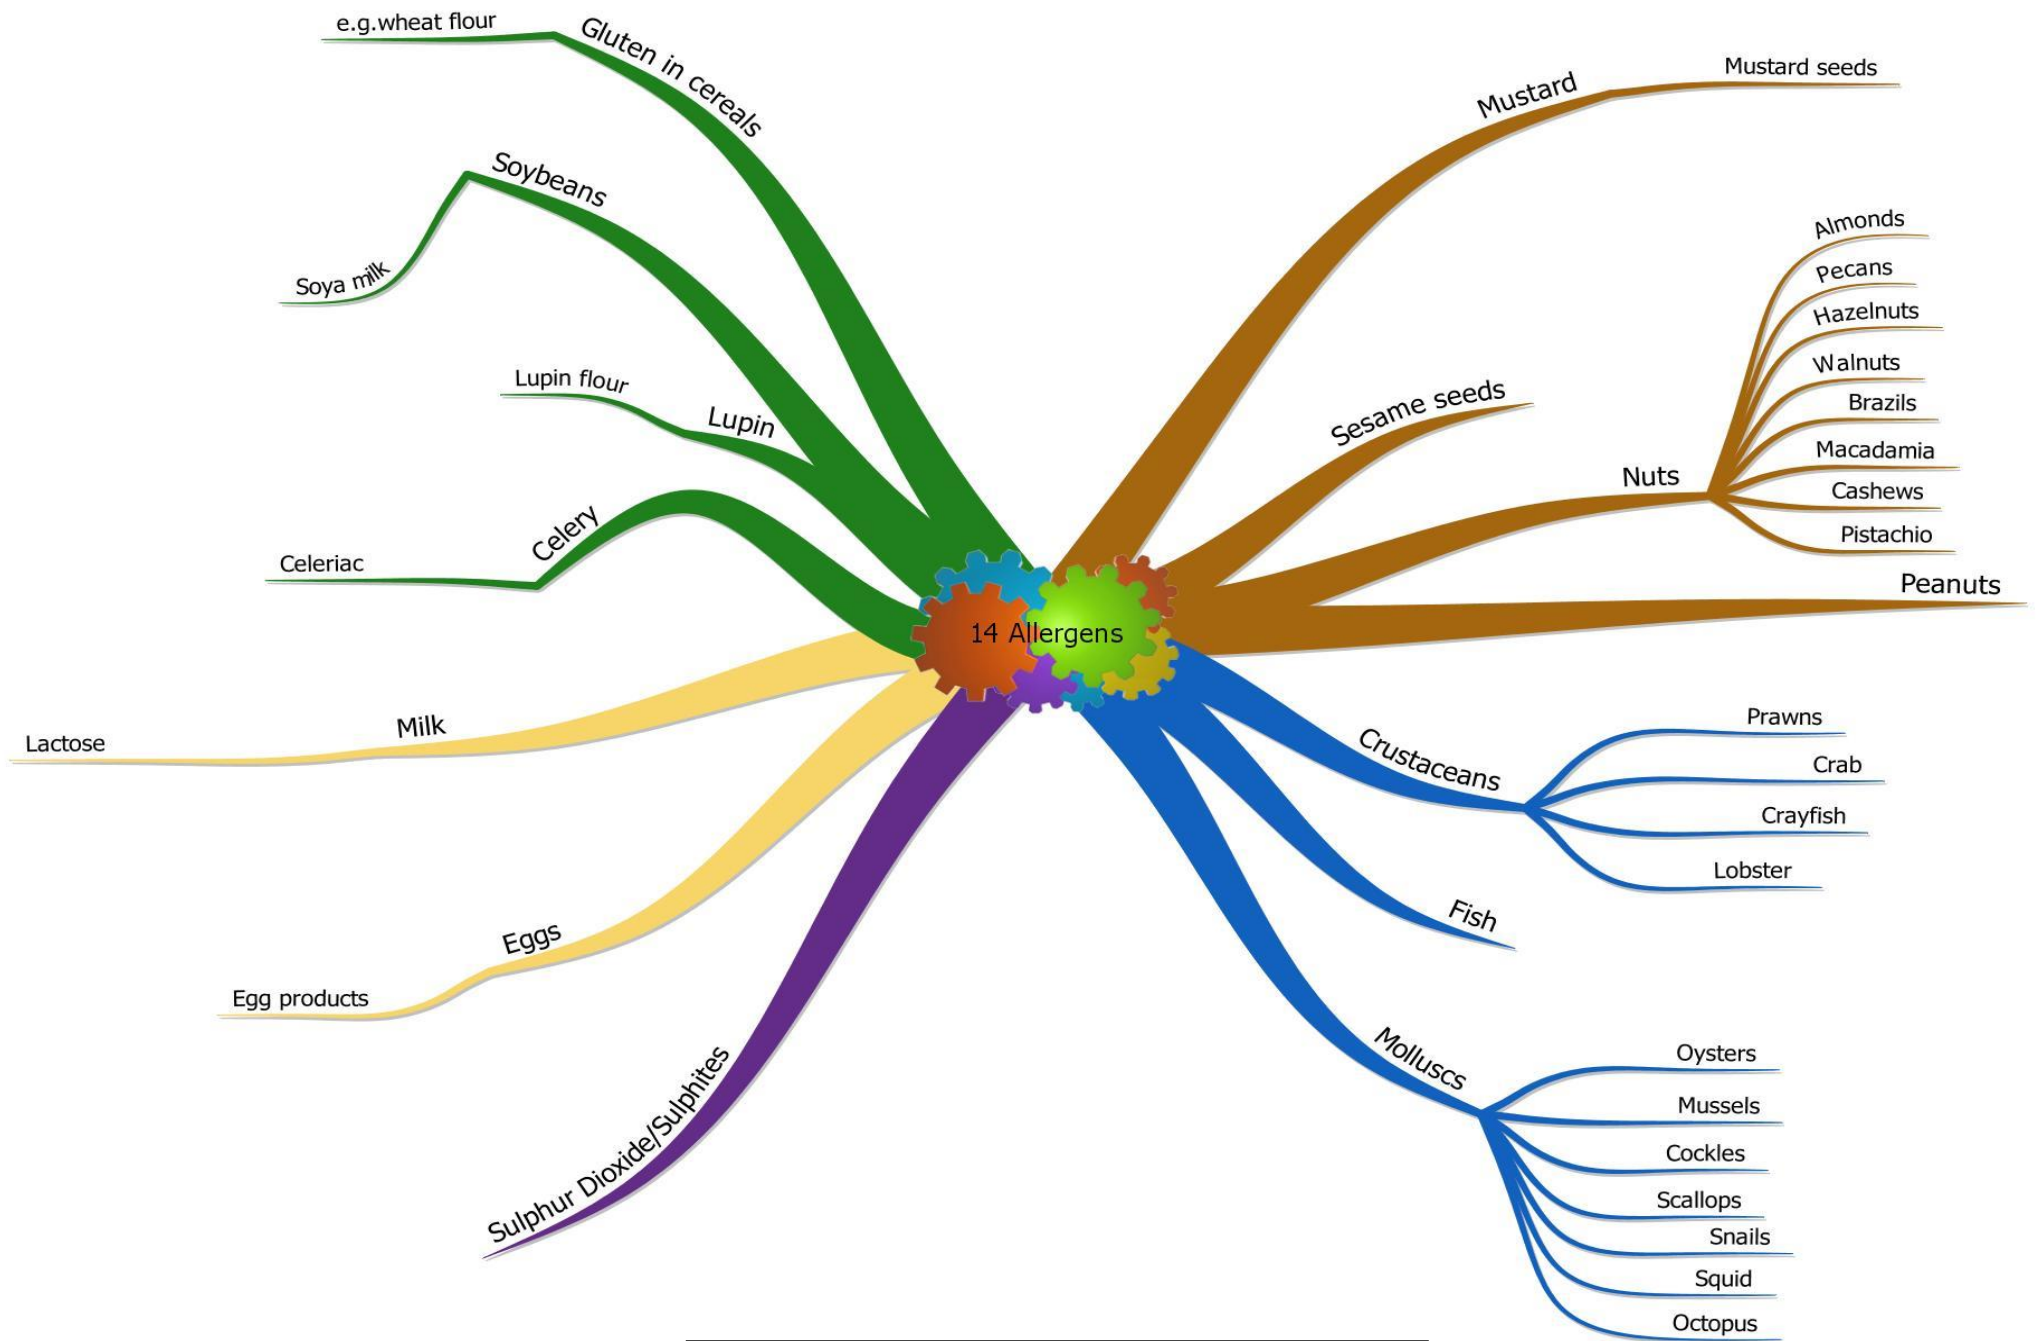 14 Allergens
Gluten in cereals
e.g.wheat flour
Soybeans
Soya milk
Lupin
Lupin flour
Celery
Celeriac
Milk
Lactose
Eggs
Egg products
Sulphur Dioxide/Sulphites
Mustard
Mustard seeds
Sesame seeds
Nuts
Almonds
Pecans
Hazelnuts
Walnuts
Brazils
Macadamia
Cashews
Pistachio
Peanuts
Crustaceans
Prawns
Crab
Crayfish
Lobster
Fish
Molluscs
Oysters
Mussels
Cockles
Scallops
Snails
Squid
Octopus